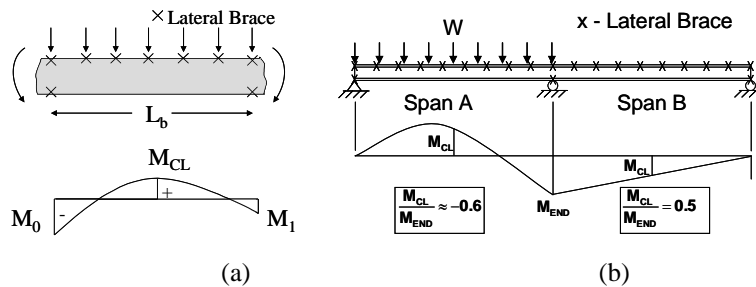 × Lateral Brace
L_b
M_CL
+
M_0
-
M_1
(a)
W
x - Lateral Brace
Span A
Span B
M_CL
M_CL
M_END
M_CL / M_END ≈ -0.6
M_CL / M_END = 0.5
(b)